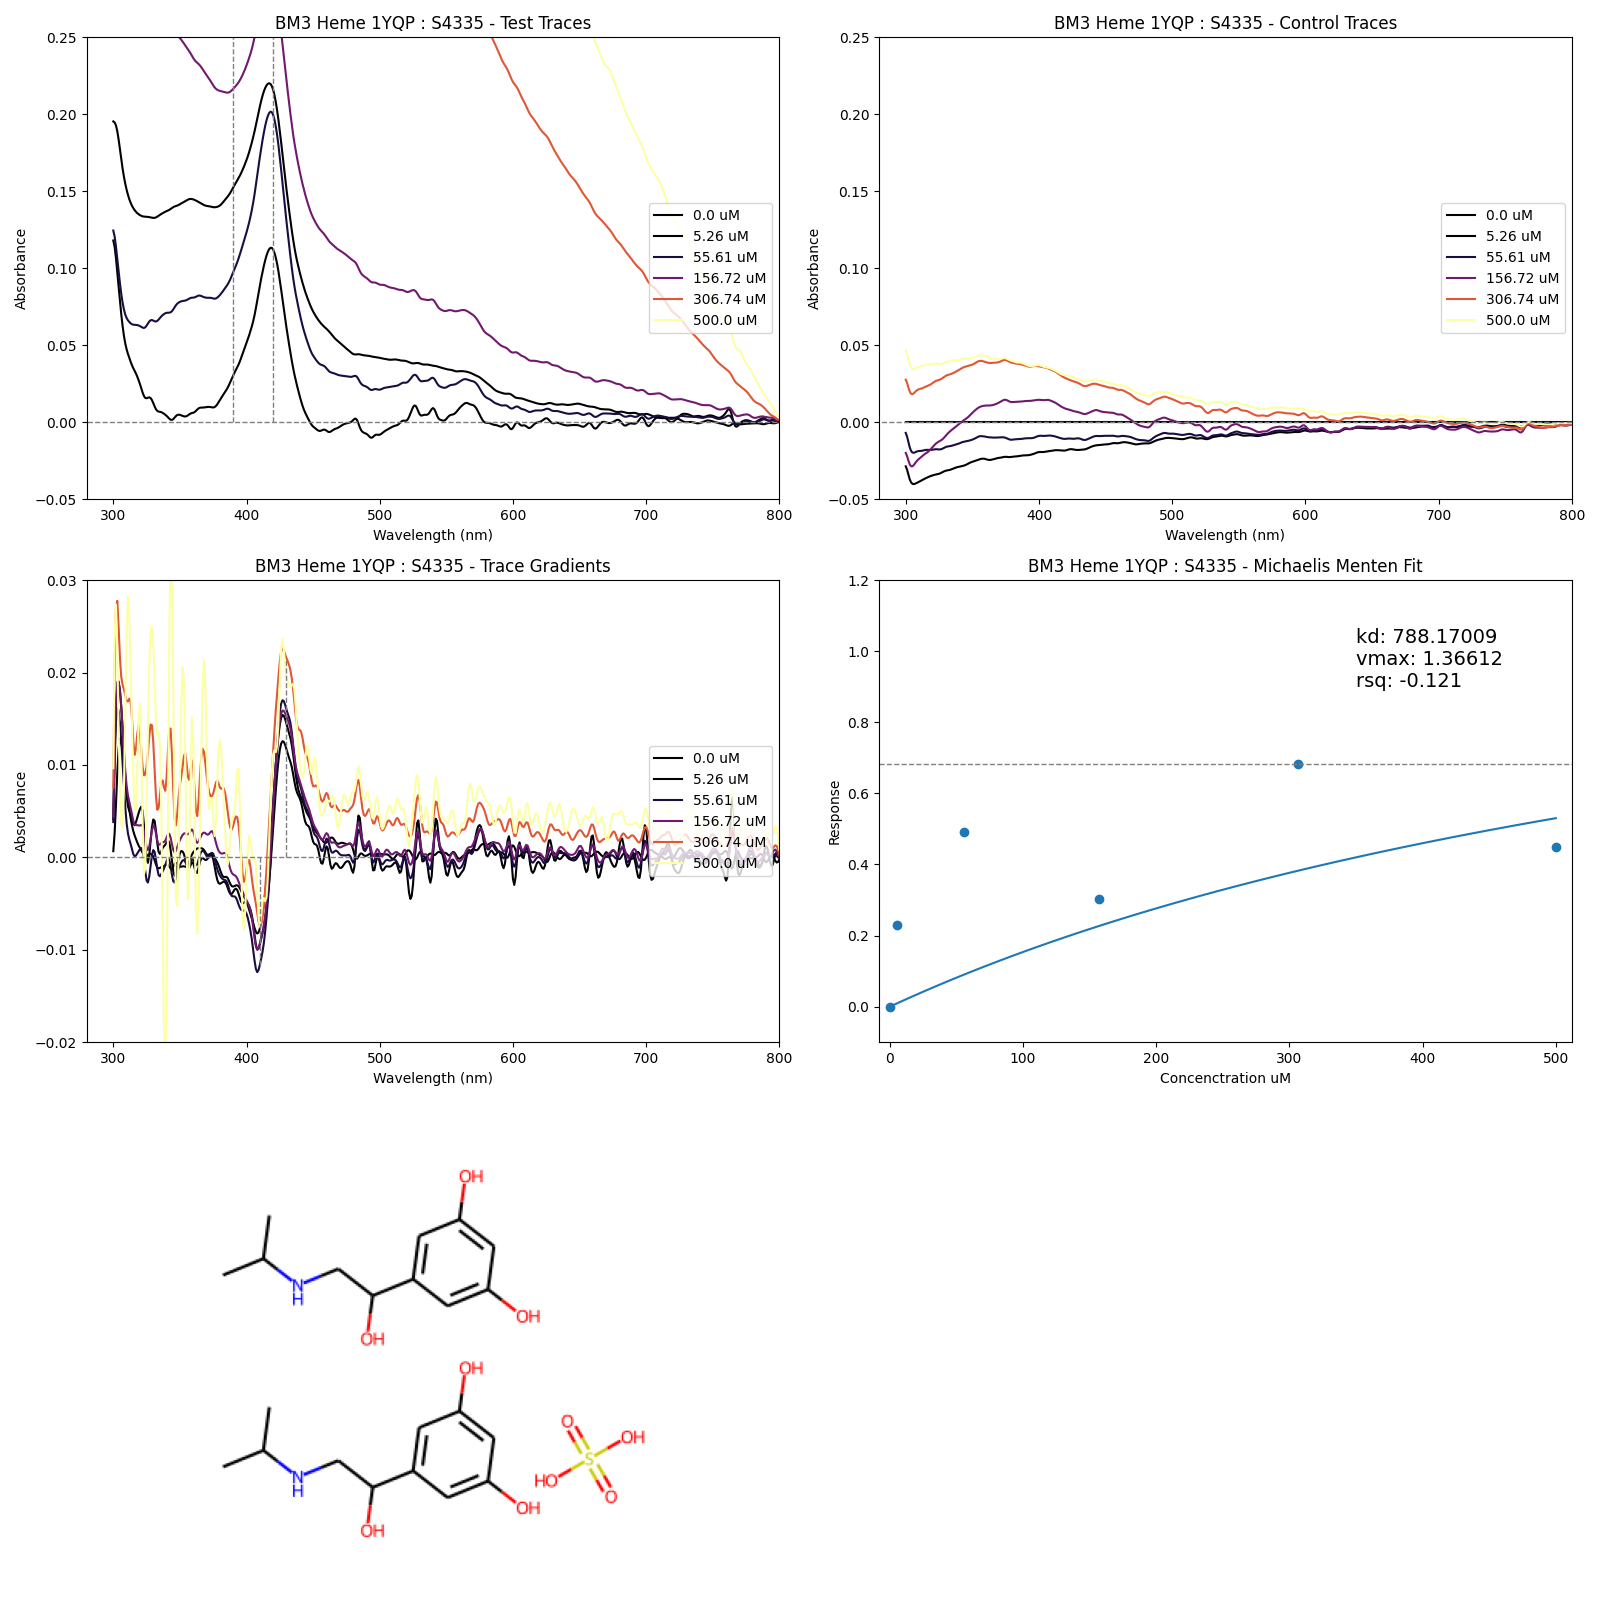 BM3 Heme 1YQP : S4335 - Test Traces
0.25
0.20
0.15
0.10
0.05
0.00
−0.05
Absorbance
300 400 500 600 700 800
Wavelength (nm)
0.0 uM
5.26 uM
55.61 uM
156.72 uM
306.74 uM
500.0 uM
BM3 Heme 1YQP : S4335 - Control Traces
0.25
0.20
0.15
0.10
0.05
0.00
−0.05
Absorbance
300 400 500 600 700 800
Wavelength (nm)
0.0 uM
5.26 uM
55.61 uM
156.72 uM
306.74 uM
500.0 uM
BM3 Heme 1YQP : S4335 - Trace Gradients
0.03
0.02
0.01
0.00
−0.01
−0.02
Absorbance
300 400 500 600 700 800
Wavelength (nm)
0.0 uM
5.26 uM
55.61 uM
156.72 uM
306.74 uM
500.0 uM
BM3 Heme 1YQP : S4335 - Michaelis Menten Fit
1.2
1.0
0.8
0.6
0.4
0.2
0.0
Response
kd: 788.17009
vmax: 1.36612
rsq: -0.121
0 100 200 300 400 500
Concenctration uM
OH
N
H
OH
OH
OH
N
H
OH
OH
O
OH
S
HO
O